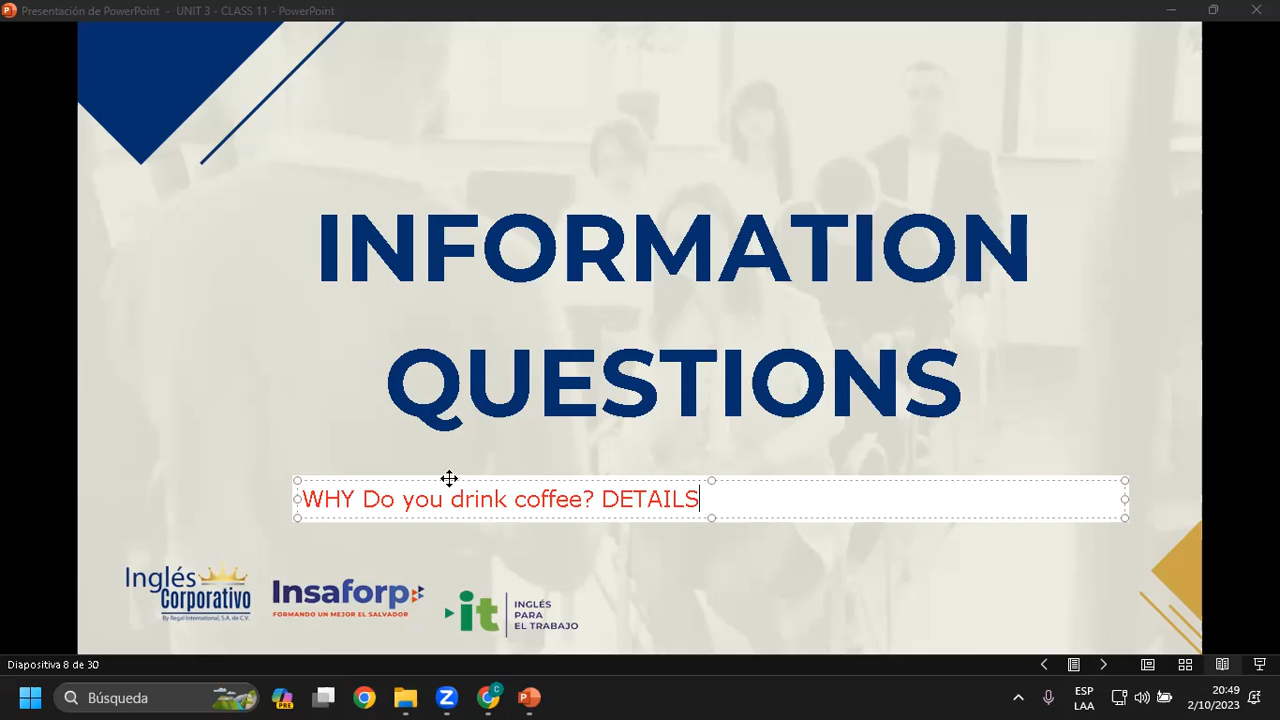 Presentación de PowerPoint - UNIT 3 - CLASS 11 - PowerPoint
INFORMATION
QUESTIONS
WHY Do you drink coffee? DETAILS
Inglés
Corporativo
By Regal International, S.A. de C.V.
Insaforp
FORMANDO UN MEJOR EL SALVADOR
it
INGLÉS
PARA
EL TRABAJO
Diapositiva 8 de 30
Búsqueda
PRE
C
ESP
LAA
20:49
2/10/2023